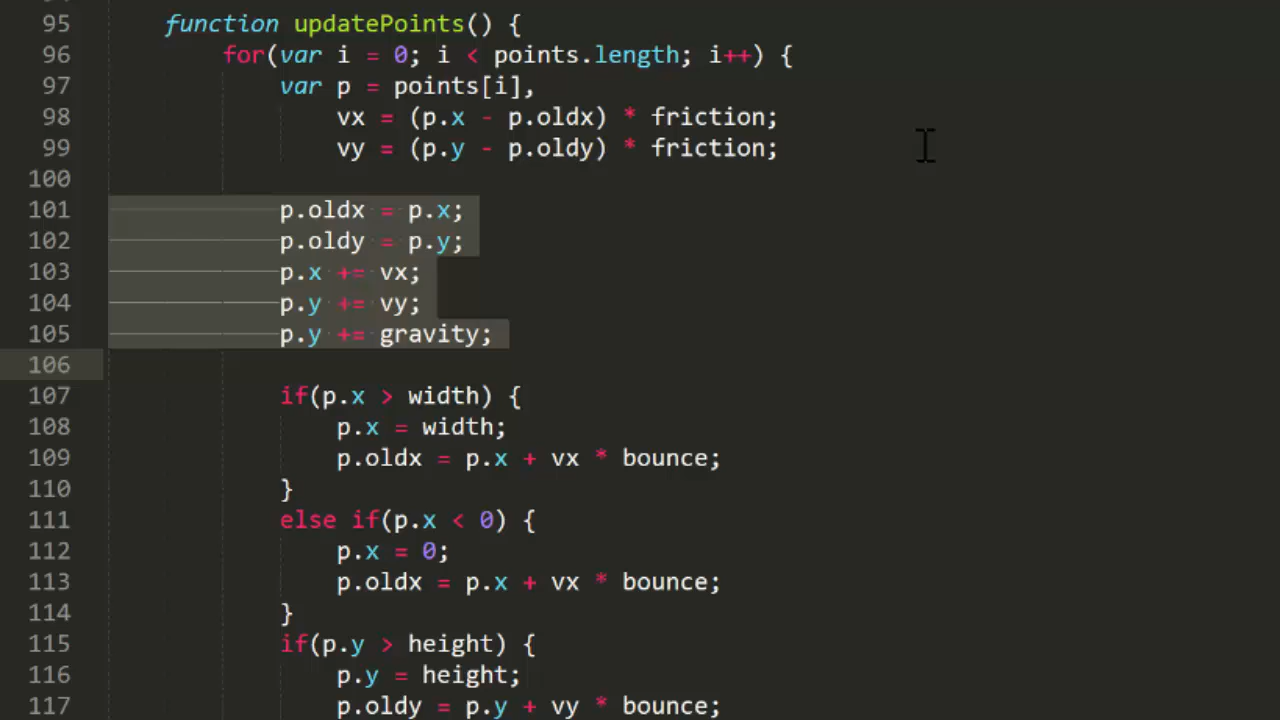 95 function updatePoints() {
96 for(var i = 0; i < points.length; i++) {
97 var p = points[i],
98 vx = (p.x - p.oldx) * friction;
99 vy = (p.y - p.oldy) * friction;
100
101 p.oldx = p.x;
102 p.oldy = p.y;
103 p.x += vx;
104 p.y += vy;
105 p.y += gravity;
106
107 if(p.x > width) {
108 p.x = width;
109 p.oldx = p.x + vx * bounce;
110 }
111 else if(p.x < 0) {
112 p.x = 0;
113 p.oldx = p.x + vx * bounce;
114 }
115 if(p.y > height) {
116 p.y = height;
117 p.oldy = p.y + vy * bounce;